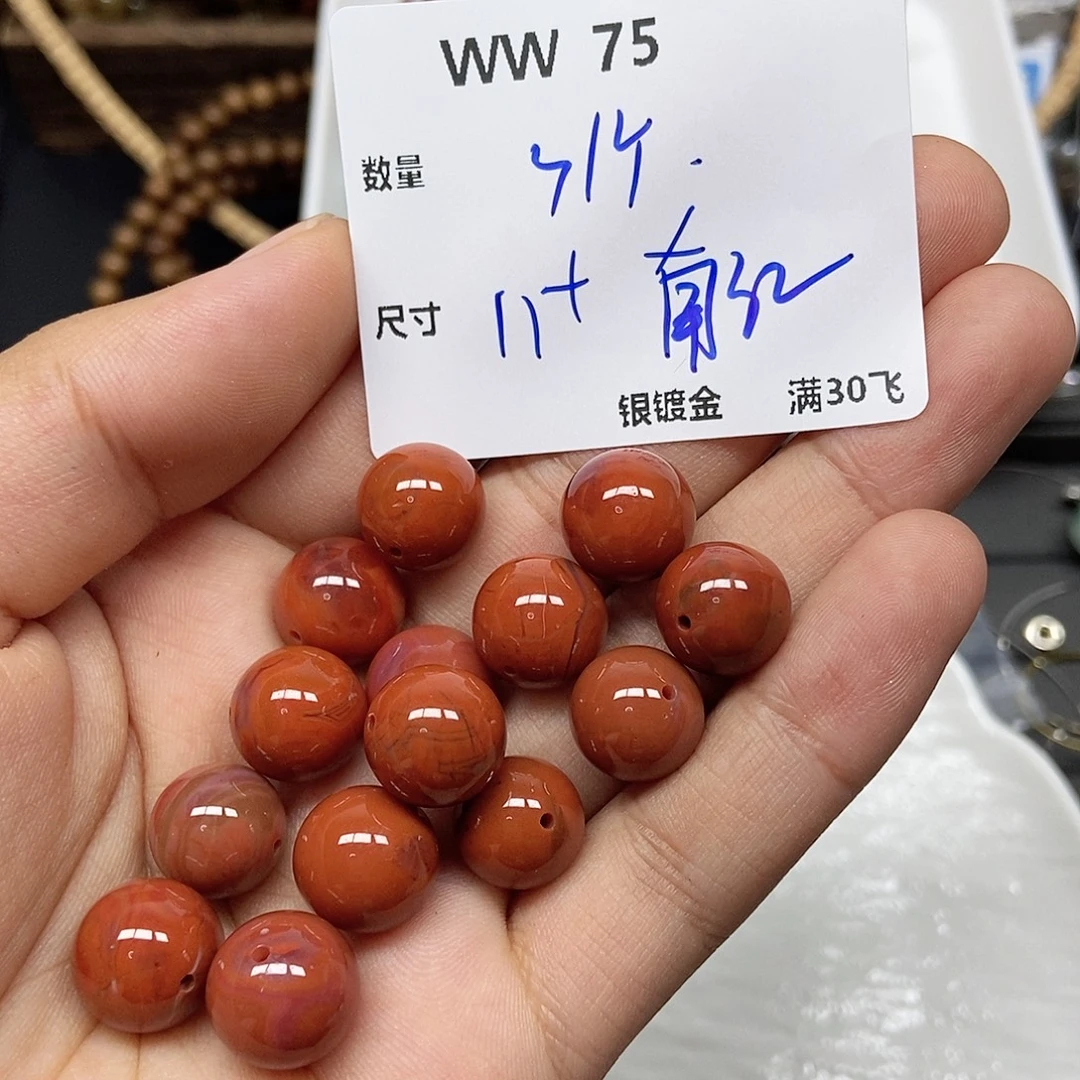 WW 75
数量
尺寸 11+ 南红
银镀金 满30飞